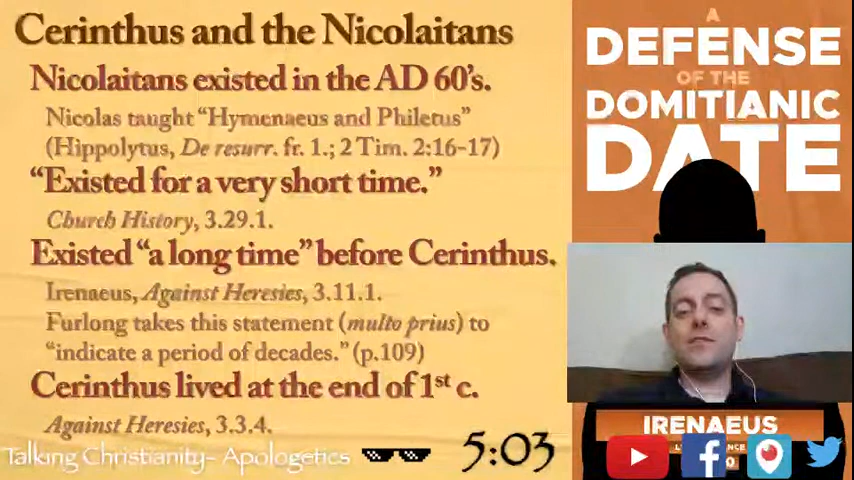 Cerinthus and the Nicolaitans
Nicolaitans existed in the AD 60's.
Nicolas taught “Hymenaeus and Philetus”
(Hippolytus, De resurr. fr. 1.; 2 Tim. 2:16-17)
“Existed for a very short time.”
Church History, 3.29.1.
Existed “a long time” before Cerinthus.
Irenaeus, Against Heresies, 3.11.1.
Furlong takes this statement (multo prius) to
“indicate a period of decades.” (p.109)
Cerinthus lived at the end of 1st c.
Against Heresies, 3.3.4.
Talking Christianity- Apologetics
5:03
A
DEFENSE
OF THE
DOMITIANIC
DATE
IRENAEUS